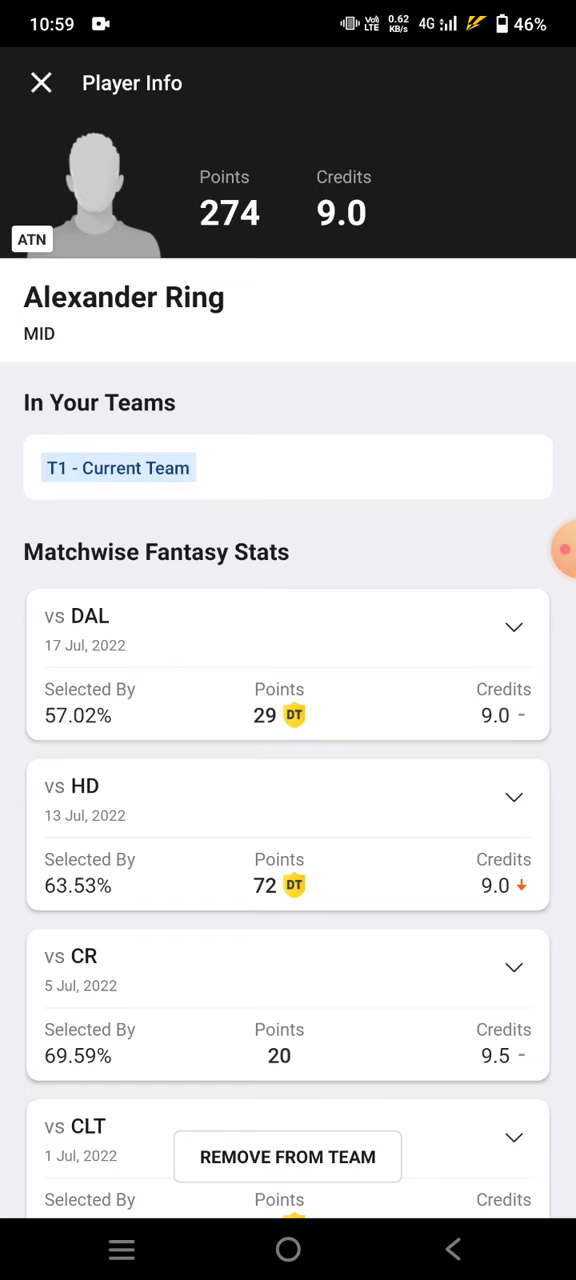 10:59 Vo) LTE 0.62 KB/s 4G 46%
Player Info
Points Credits
274 9.0
ATN
Alexander Ring
MID
In Your Teams
T1 - Current Team
Matchwise Fantasy Stats
vs DAL
17 Jul, 2022
Selected By Points Credits
57.02% 29 DT 9.0 -
vs HD
13 Jul, 2022
Selected By Points Credits
63.53% 72 DT 9.0
vs CR
5 Jul, 2022
Selected By Points Credits
69.59% 20 9.5 -
vs CLT
1 Jul, 2022
REMOVE FROM TEAM
Selected By Points Credits